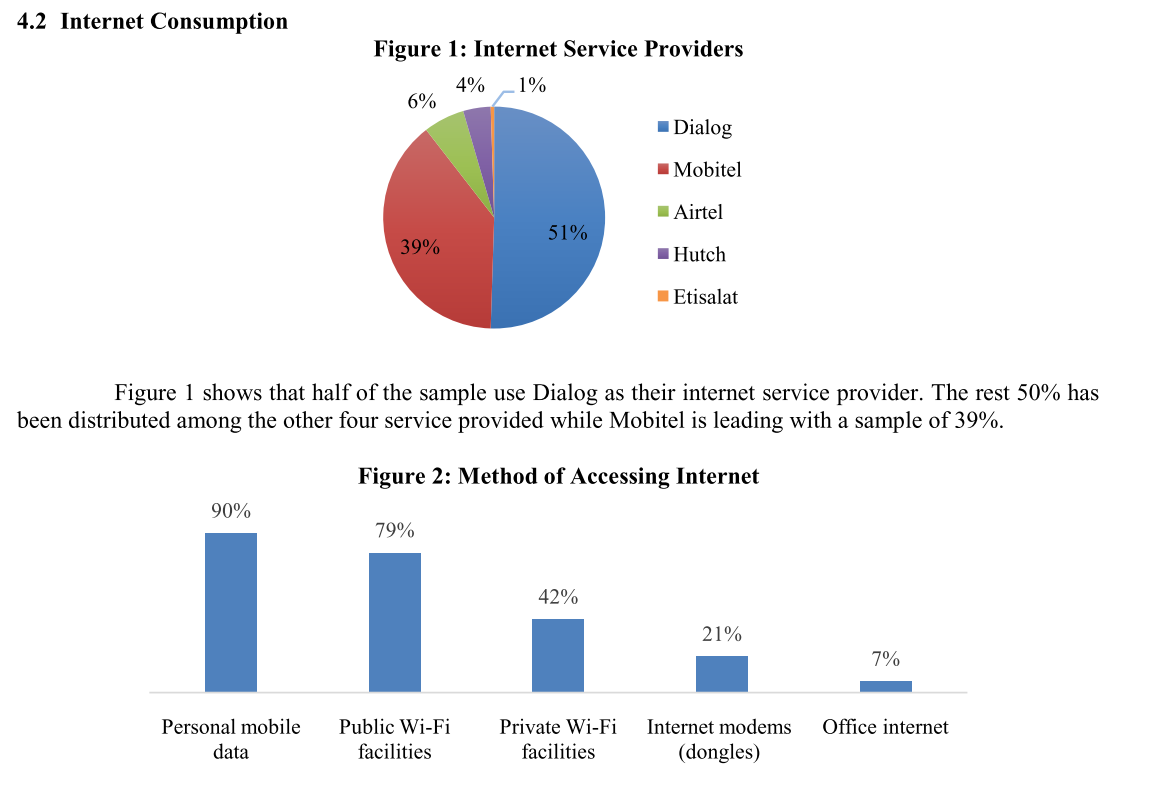 4.2 Internet Consumption
Figure 1: Internet Service Providers
4% 1%
6%
Dialog
Mobitel
Airtel
51%
39%
Hutch
Etisalat
Figure 1 shows that half of the sample use Dialog as their internet service provider. The rest 50% has
been distributed among the other four service provided while Mobitel is leading with a sample of 39%.
Figure 2: Method of Accessing Internet
90%
79%
42%
21%
7%
Personal mobile data
Public Wi-Fi facilities
Private Wi-Fi facilities
Internet modems (dongles)
Office internet